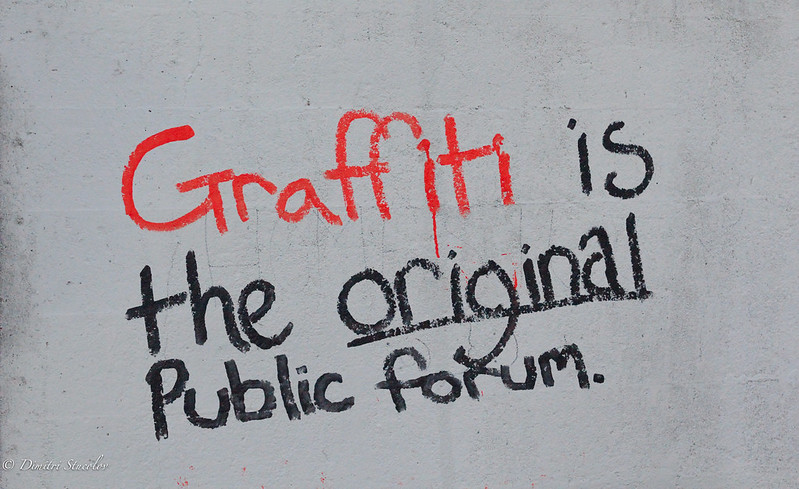 Graffiti is
the original
Public forum.
© Dimitri Stucolov